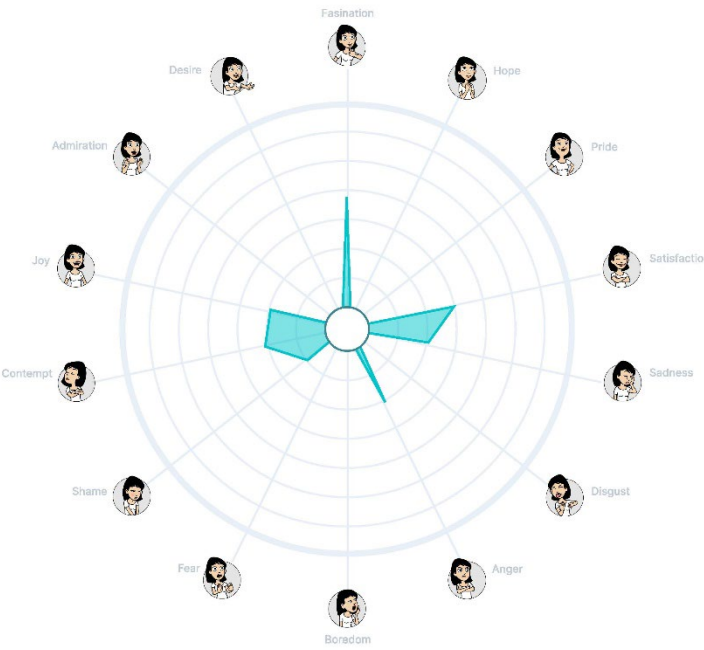 Fasination
Desire
Hope
Admiration
Pride
Joy
Satisfactio
Contempt
Sadness
Shame
Disgust
Fear
Anger
Boredom